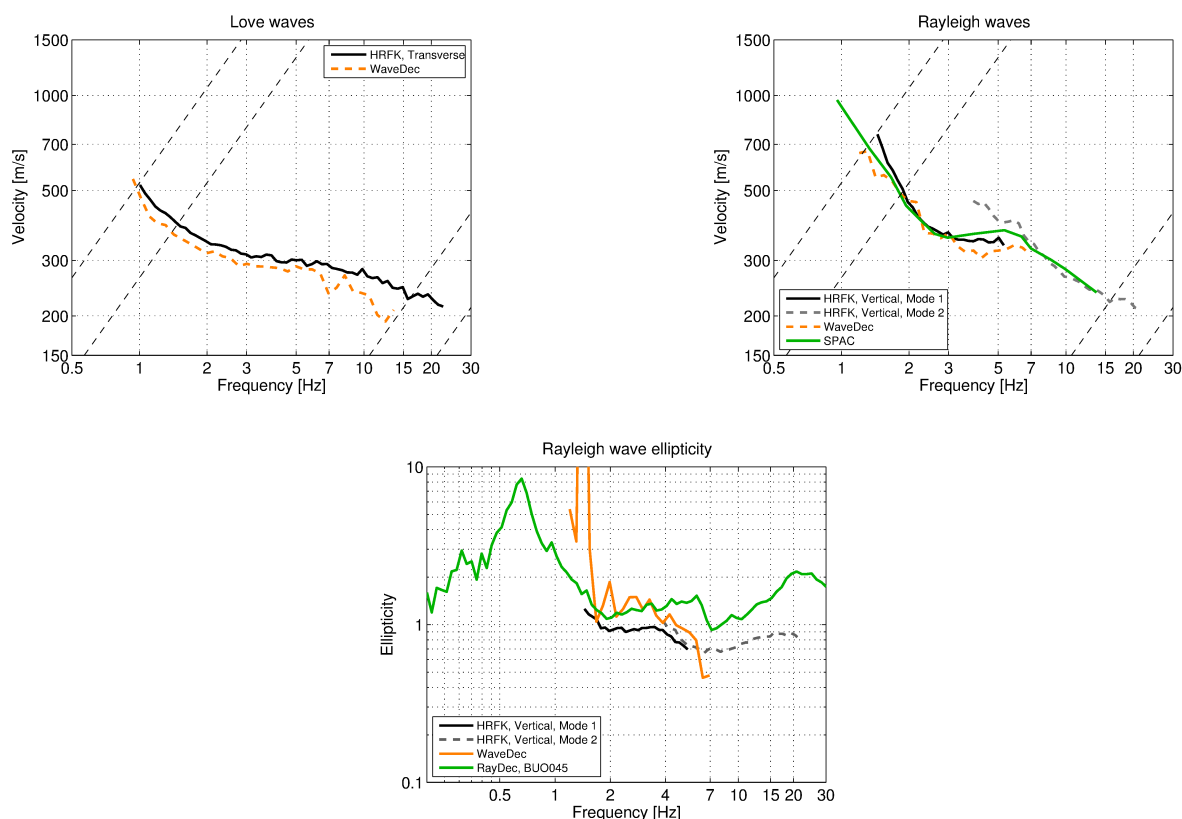 Love waves
1500
1000
700
500
300
200
150
0.5 1 2 3 5 7 10 15 20 30
Velocity [m/s]
Frequency [Hz]
HRFK, Transverse
WaveDec
Rayleigh waves
1500
1000
700
500
300
200
150
0.5 1 2 3 5 7 10 15 20 30
Velocity [m/s]
Frequency [Hz]
HRFK, Vertical, Mode 1
HRFK, Vertical, Mode 2
WaveDec
SPAC
Rayleigh wave ellipticity
10
1
0.1
0.5 1 2 4 7 10 15 20 30
Ellipticity
Frequency [Hz]
HRFK, Vertical, Mode 1
HRFK, Vertical, Mode 2
WaveDec
RayDec, BUO045